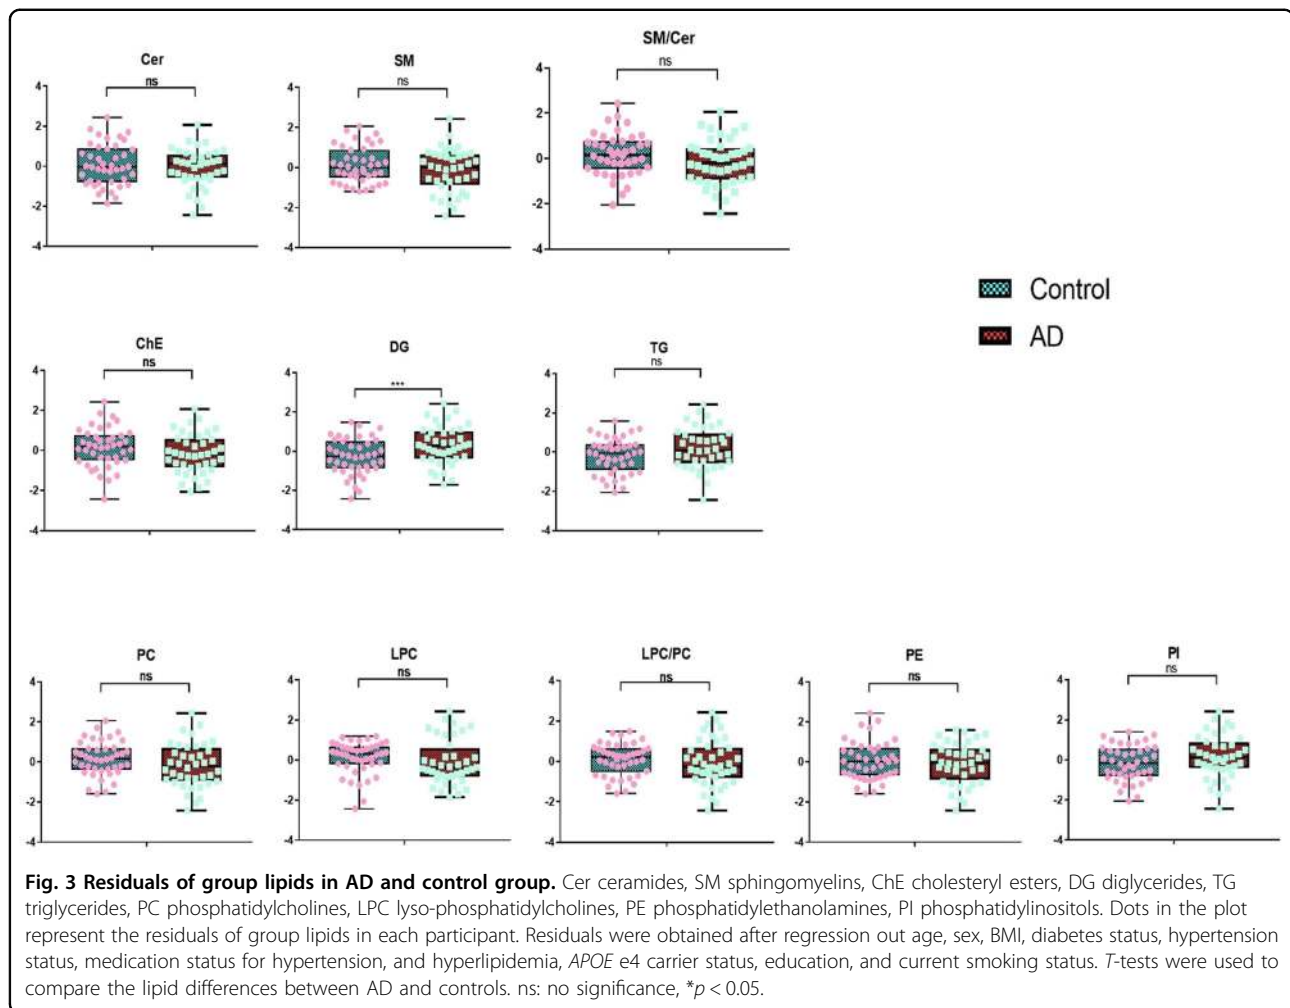 Cer
ns
4
2
0
-2
-4
SM
ns
4
2
0
-2
-4
SM/Cer
ns
4
2
0
-2
-4
Control
AD
ChE
ns
4
2
0
-2
-4
DG
***
4
2
0
-2
-4
TG
ns
4
2
0
-2
-4
PC
ns
4
2
0
-2
-4
LPC
ns
4
2
0
-2
-4
LPC/PC
ns
4
2
0
-2
-4
PE
ns
4
2
0
-2
-4
PI
ns
4
2
0
-2
-4
Fig. 3 Residuals of group lipids in AD and control group. Cer ceramides, SM sphingomyelins, ChE cholesteryl esters, DG diglycerides, TG
triglycerides, PC phosphatidylcholines, LPC lyso-phosphatidylcholines, PE phosphatidylethanolamines, PI phosphatidylinositols. Dots in the plot
represent the residuals of group lipids in each participant. Residuals were obtained after regression out age, sex, BMI, diabetes status, hypertension
status, medication status for hypertension, and hyperlipidemia, APOE e4 carrier status, education, and current smoking status. T-tests were used to
compare the lipid differences between AD and controls. ns: no significance, *p < 0.05.